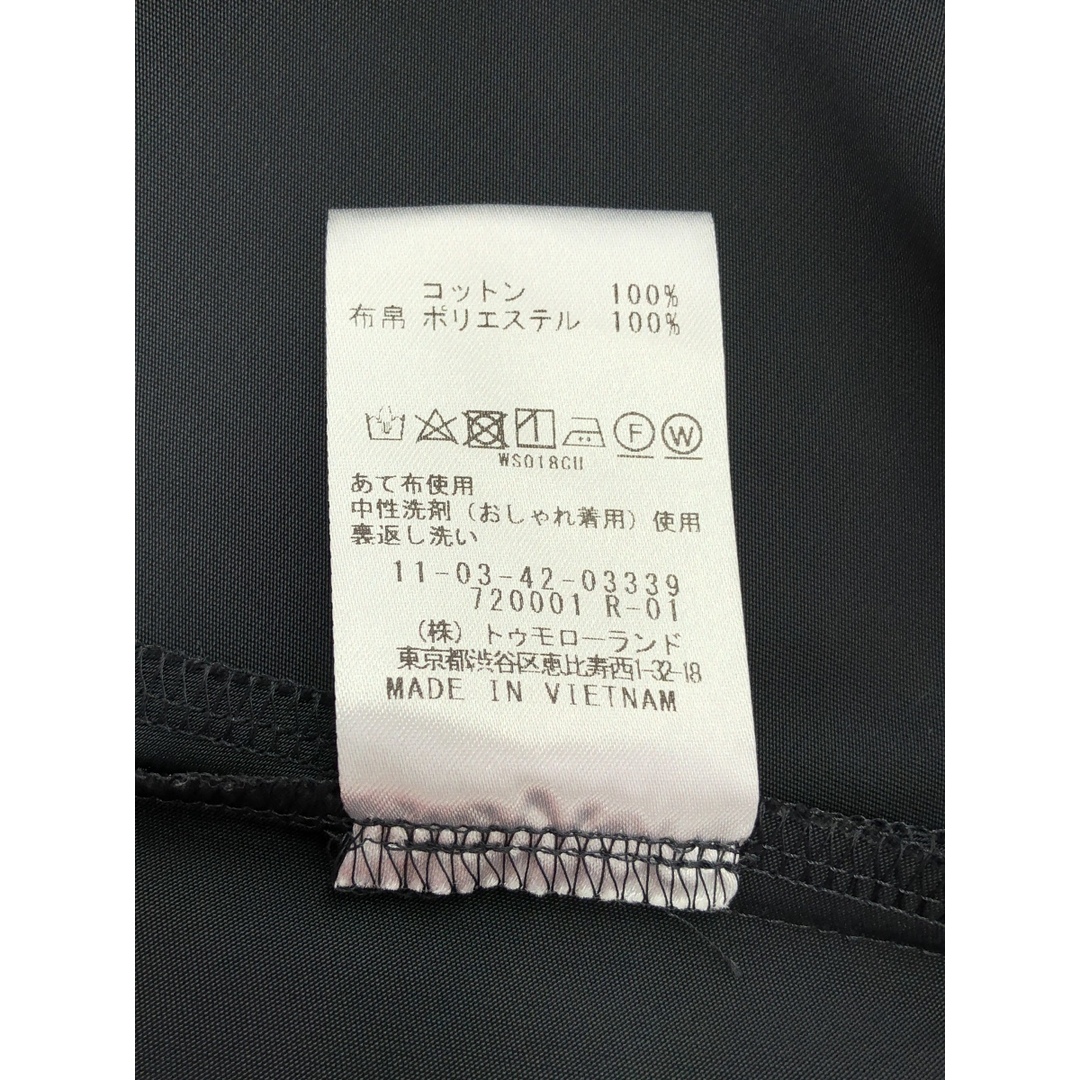 コットン 100%
布帛 ポリエステル 100%
F W
WS018CU
あて布使用
中性洗剤（おしゃれ着用）使用
裏返し洗い
11-03-42-03339
720001 R-01
（株）トゥモローランド
東京都渋谷区恵比寿西1-32-18
MADE IN VIETNAM